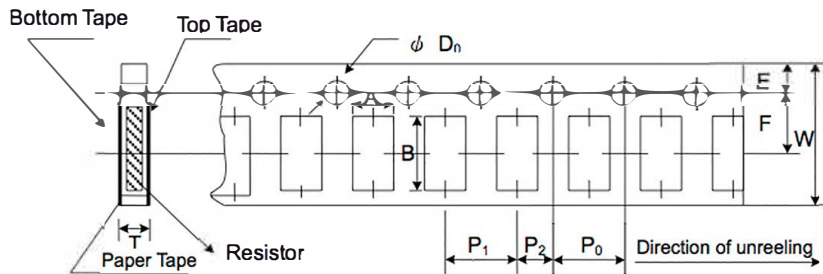 Bottom Tape
Top Tape
ϕ D₀
A
E
B
F
W
T
Paper Tape
Resistor
P₁
P₂
P₀
Direction of unreeling